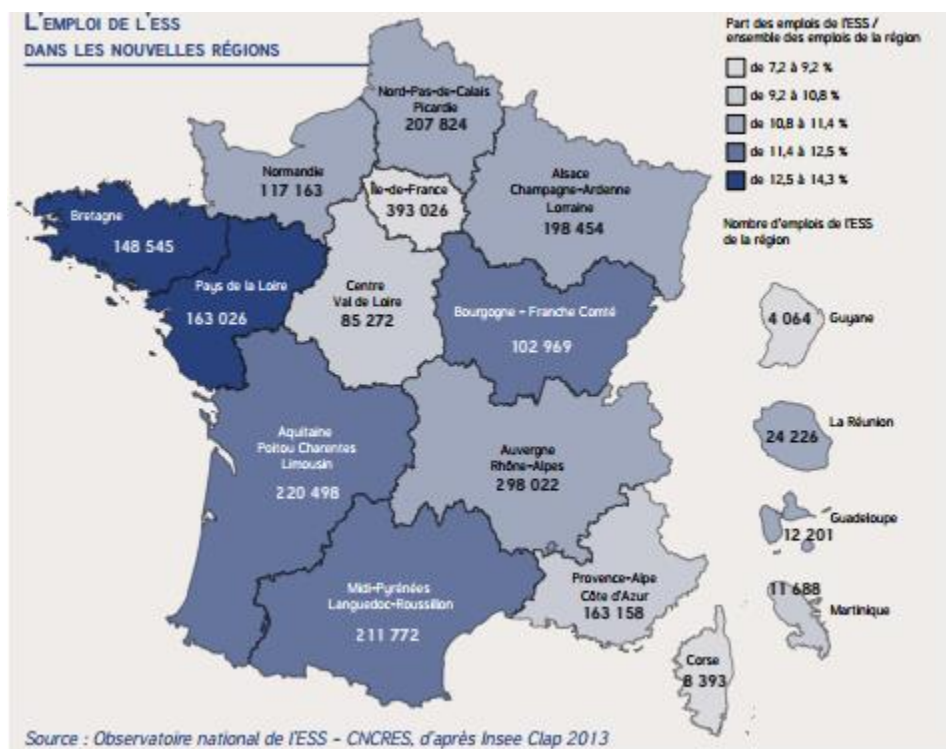 L'EMPLOI DE L'ESS
DANS LES NOUVELLES RÉGIONS
Part des emplois de l'ESS /
ensemble des emplois de la région
de 7,2 à 9,2 %
de 9,2 à 10,8 %
de 10,8 à 11,4 %
de 11,4 à 12,5 %
de 12,5 à 14,3 %
Nombre d'emplois de l'ESS
de la région
Nord-Pas-de-Calais
Picardie
207 824
Normandie
117 163
Île-de-France
393 026
Alsace
Champagne-Ardenne
Lorraine
198 454
Bretagne
148 545
Pays de la Loire
163 026
Centre
Val de Loire
85 272
Bourgogne - Franche Comté
102 969
Aquitaine
Poitou Charentes
Limousin
220 498
Auvergne
Rhône-Alpes
298 022
Midi-Pyrénées
Languedoc-Roussillon
211 772
Provence-Alpe
Côte d'Azur
163 158
Corse
8 393
4 064
Guyane
24 226
La Réunion
Guadeloupe
12 201
11 688
Martinique
Source : Observatoire national de l'ESS - CNCRES, d'après Insee Clap 2013